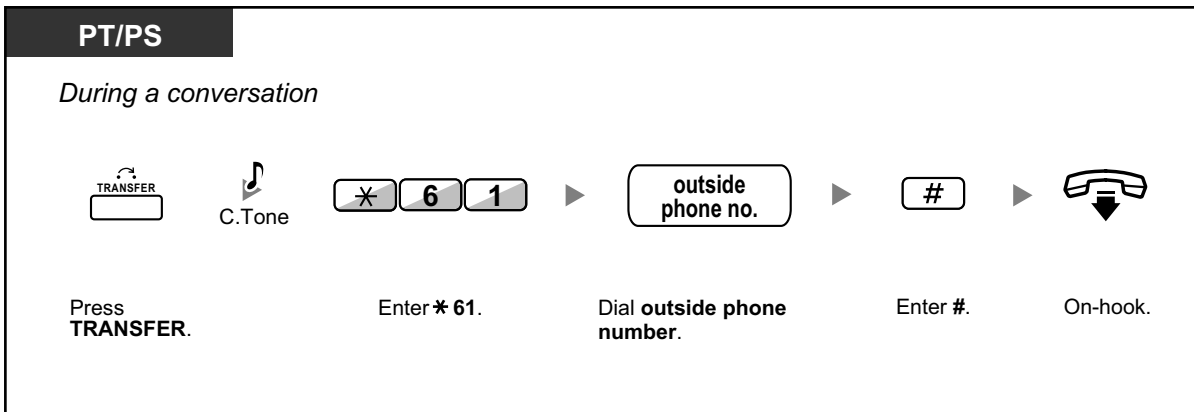 PT/PS
During a conversation
TRANSFER
C.Tone
* 6 1
outside
phone no.
#
Press
TRANSFER.
Enter * 61.
Dial outside phone
number.
Enter #.
On-hook.